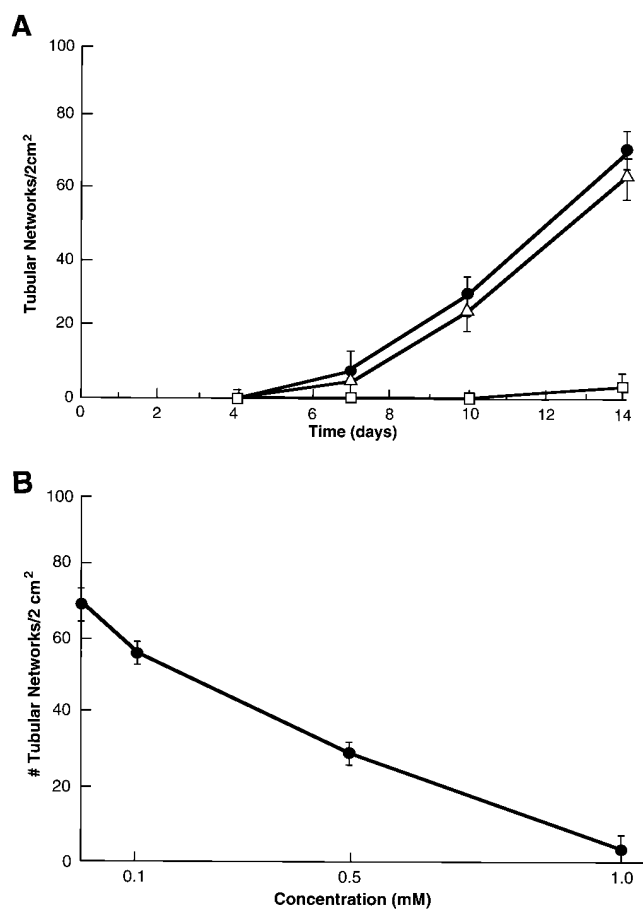 A
Tubular Networks/2cm²
100
80
60
40
20
0
0 2 4 6 8 10 12 14
Time (days)
B
# Tubular Networks/2 cm²
100
80
60
40
20
0
0.1 0.5 1.0
Concentration (mM)